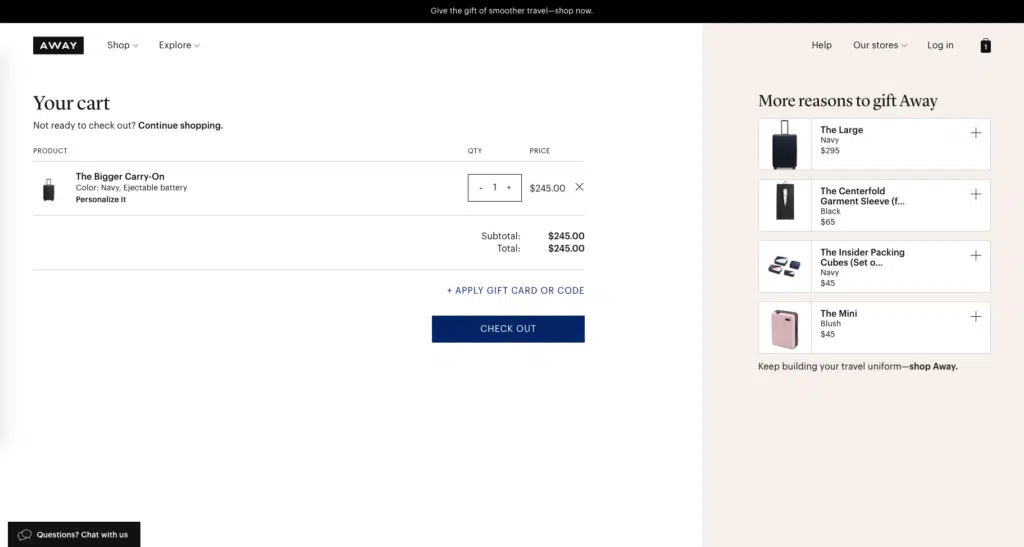 Give the gift of smoother travel—shop now.
AWAY Shop Explore Help Our stores Log in 1
Your cart
Not ready to check out? Continue shopping.
PRODUCT QTY PRICE
The Bigger Carry-On
Color: Navy, Ejectable battery
Personalize it
- 1 + $245.00
Subtotal: $245.00
Total: $245.00
+ APPLY GIFT CARD OR CODE
CHECK OUT
More reasons to gift Away
The Large
Navy
$295
The Centerfold
Garment Sleeve (f...
Black
$65
The Insider Packing
Cubes (Set o...
Navy
$45
The Mini
Blush
$45
Keep building your travel uniform—shop Away.
Questions? Chat with us